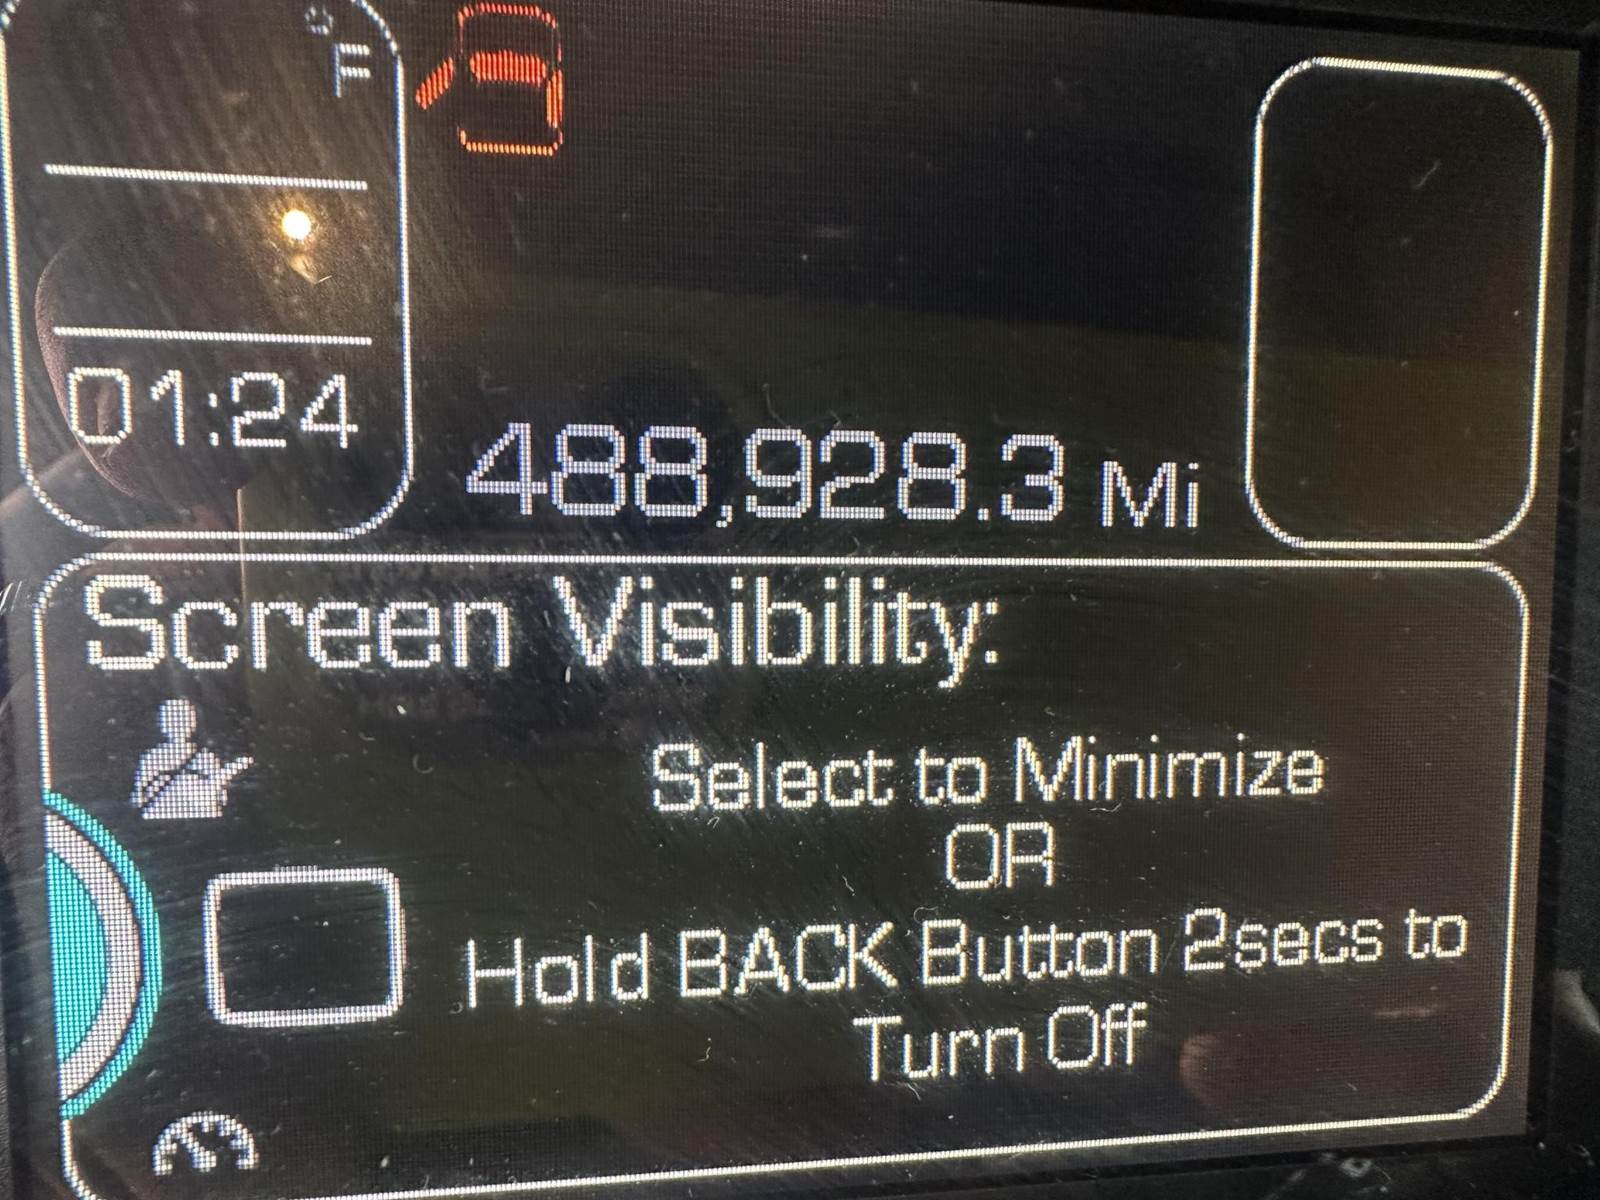 °F
01:24
488,928.3 Mi
Screen Visibility:
Select to Minimize
OR
Hold BACK Button 2secs to
Turn Off